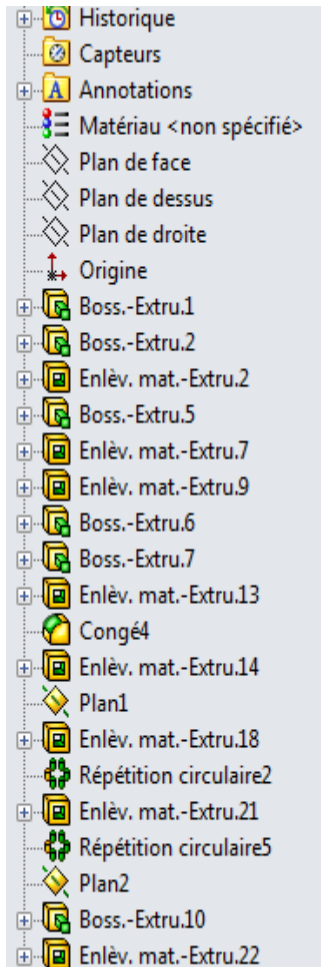 Historique
Capteurs
A Annotations
Matériau <non spécifié>
Plan de face
Plan de dessus
Plan de droite
Origine
Boss.-Extru.1
Boss.-Extru.2
Enlèv. mat.-Extru.2
Boss.-Extru.5
Enlèv. mat.-Extru.7
Enlèv. mat.-Extru.9
Boss.-Extru.6
Boss.-Extru.7
Enlèv. mat.-Extru.13
Congé4
Enlèv. mat.-Extru.14
Plan1
Enlèv. mat.-Extru.18
Répétition circulaire2
Enlèv. mat.-Extru.21
Répétition circulaire5
Plan2
Boss.-Extru.10
Enlèv. mat.-Extru.22